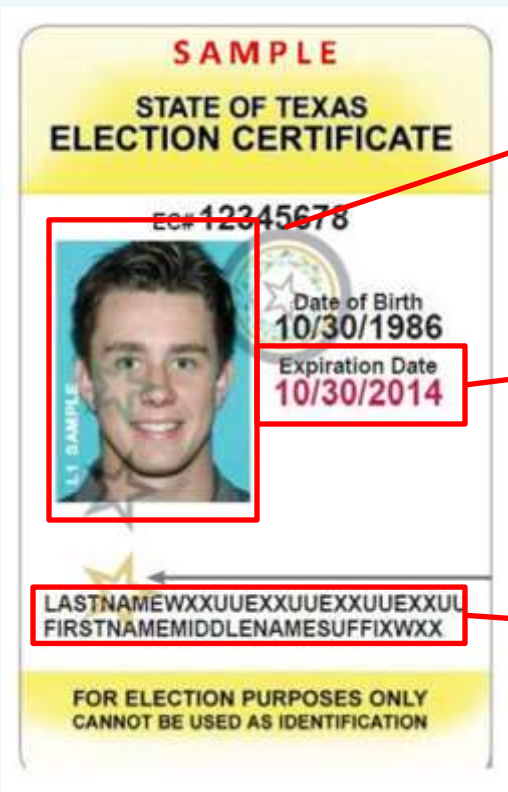 SAMPLE
STATE OF TEXAS
ELECTION CERTIFICATE
EC# 12345678
Date of Birth
10/30/1986
Expiration Date
10/30/2014
L1 SAMPLE
LASTNAMEWXXUUEXXUUEXXUUEXXUU
FIRSTNAMEMIDDLENAMESUFFIXWXX
FOR ELECTION PURPOSES ONLY
CANNOT BE USED AS IDENTIFICATION